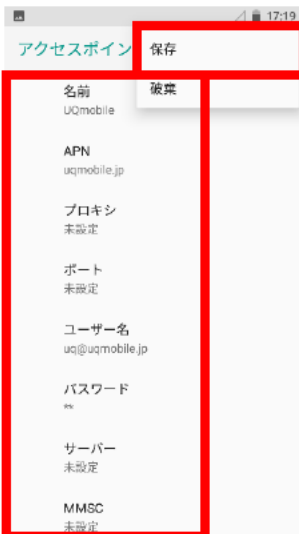 17:19
アクセスポイン
保存
破棄
名前
UQmobile
APN
uqmobile.jp
プロキシ
未設定
ポート
未設定
ユーザー名
uq@uqmobile.jp
パスワード
**
サーバー
未設定
MMSC
未設定